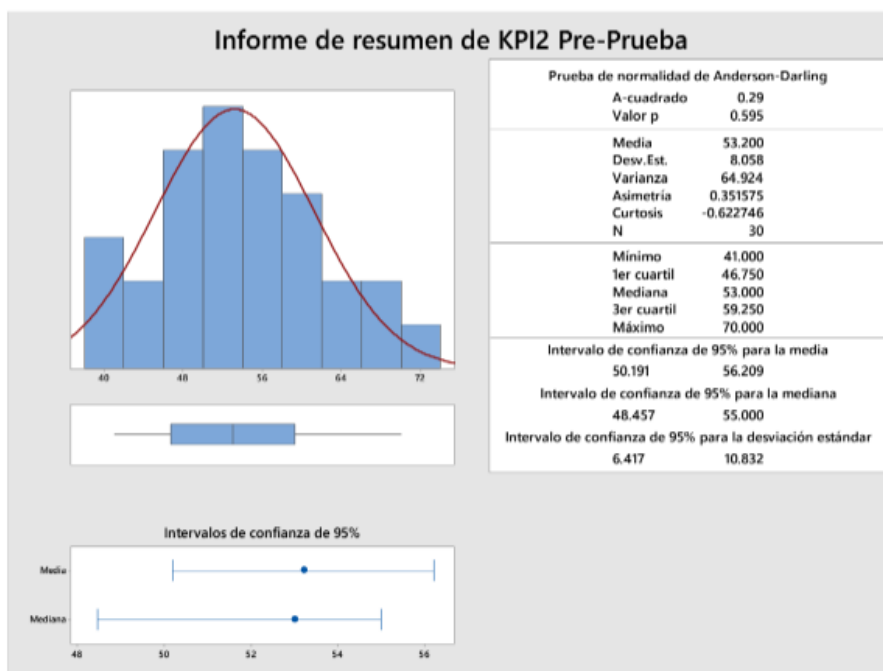 Informe de resumen de KPI2 Pre-Prueba
40 48 56 64 72
Intervalos de confianza de 95%
Media
Mediana
48 50 52 54 56
Prueba de normalidad de Anderson-Darling
A-cuadrado 0.29
Valor p 0.595
Media 53.200
Desv.Est. 8.058
Varianza 64.924
Asimetría 0.351575
Curtosis -0.622746
N 30
Mínimo 41.000
1er cuartil 46.750
Mediana 53.000
3er cuartil 59.250
Máximo 70.000
Intervalo de confianza de 95% para la media
50.191 56.209
Intervalo de confianza de 95% para la mediana
48.457 55.000
Intervalo de confianza de 95% para la desviación estándar
6.417 10.832